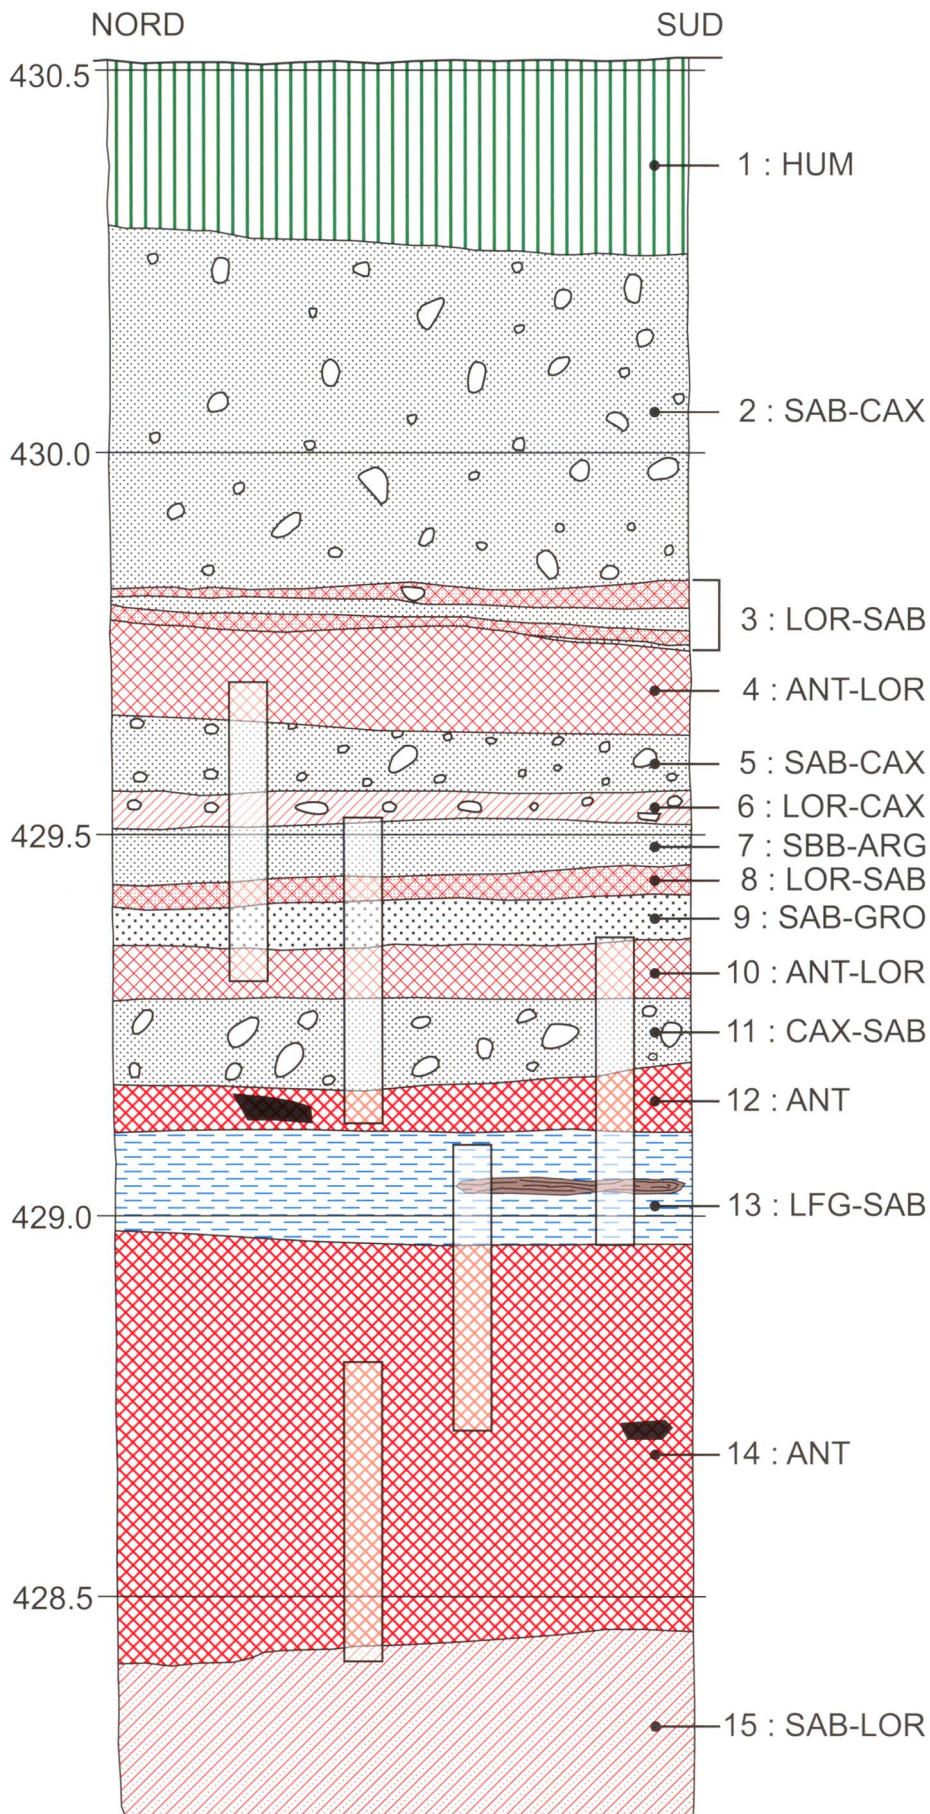 NORD SUD
430.5
1 : HUM
2 : SAB-CAX
430.0
3 : LOR-SAB
4 : ANT-LOR
5 : SAB-CAX
6 : LOR-CAX
429.5
7 : SBB-ARG
8 : LOR-SAB
9 : SAB-GRO
10 : ANT-LOR
11 : CAX-SAB
12 : ANT
13 : LFG-SAB
429.0
14 : ANT
428.5
15 : SAB-LOR